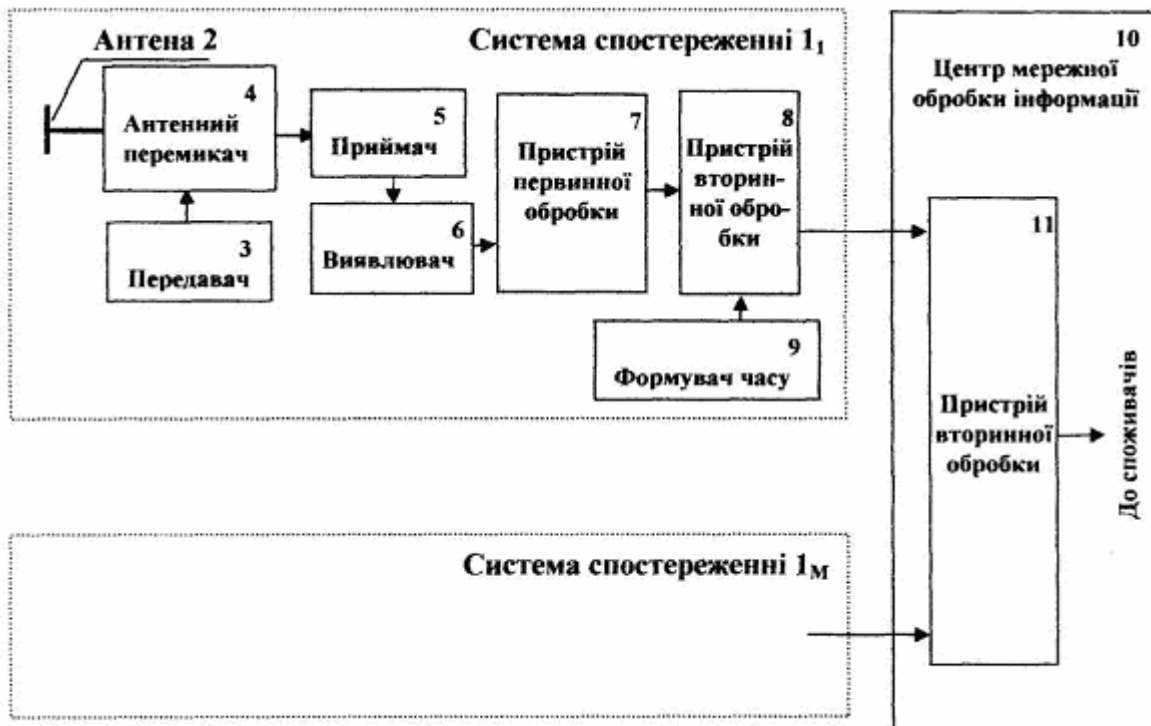 Антена 2
Система спостереженні 1₁
4
Антенний
перемикач
3
Передавач
5
Приймач
6
Виявлювач
7
Пристрій
первинної
обробки
8
Пристрій
вторин-
ної обро-
бки
9
Формувач часу
10
Центр мережної
обробки інформації
11
Пристрій
вторинної
обробки
До споживачів
Система спостереженні 1М